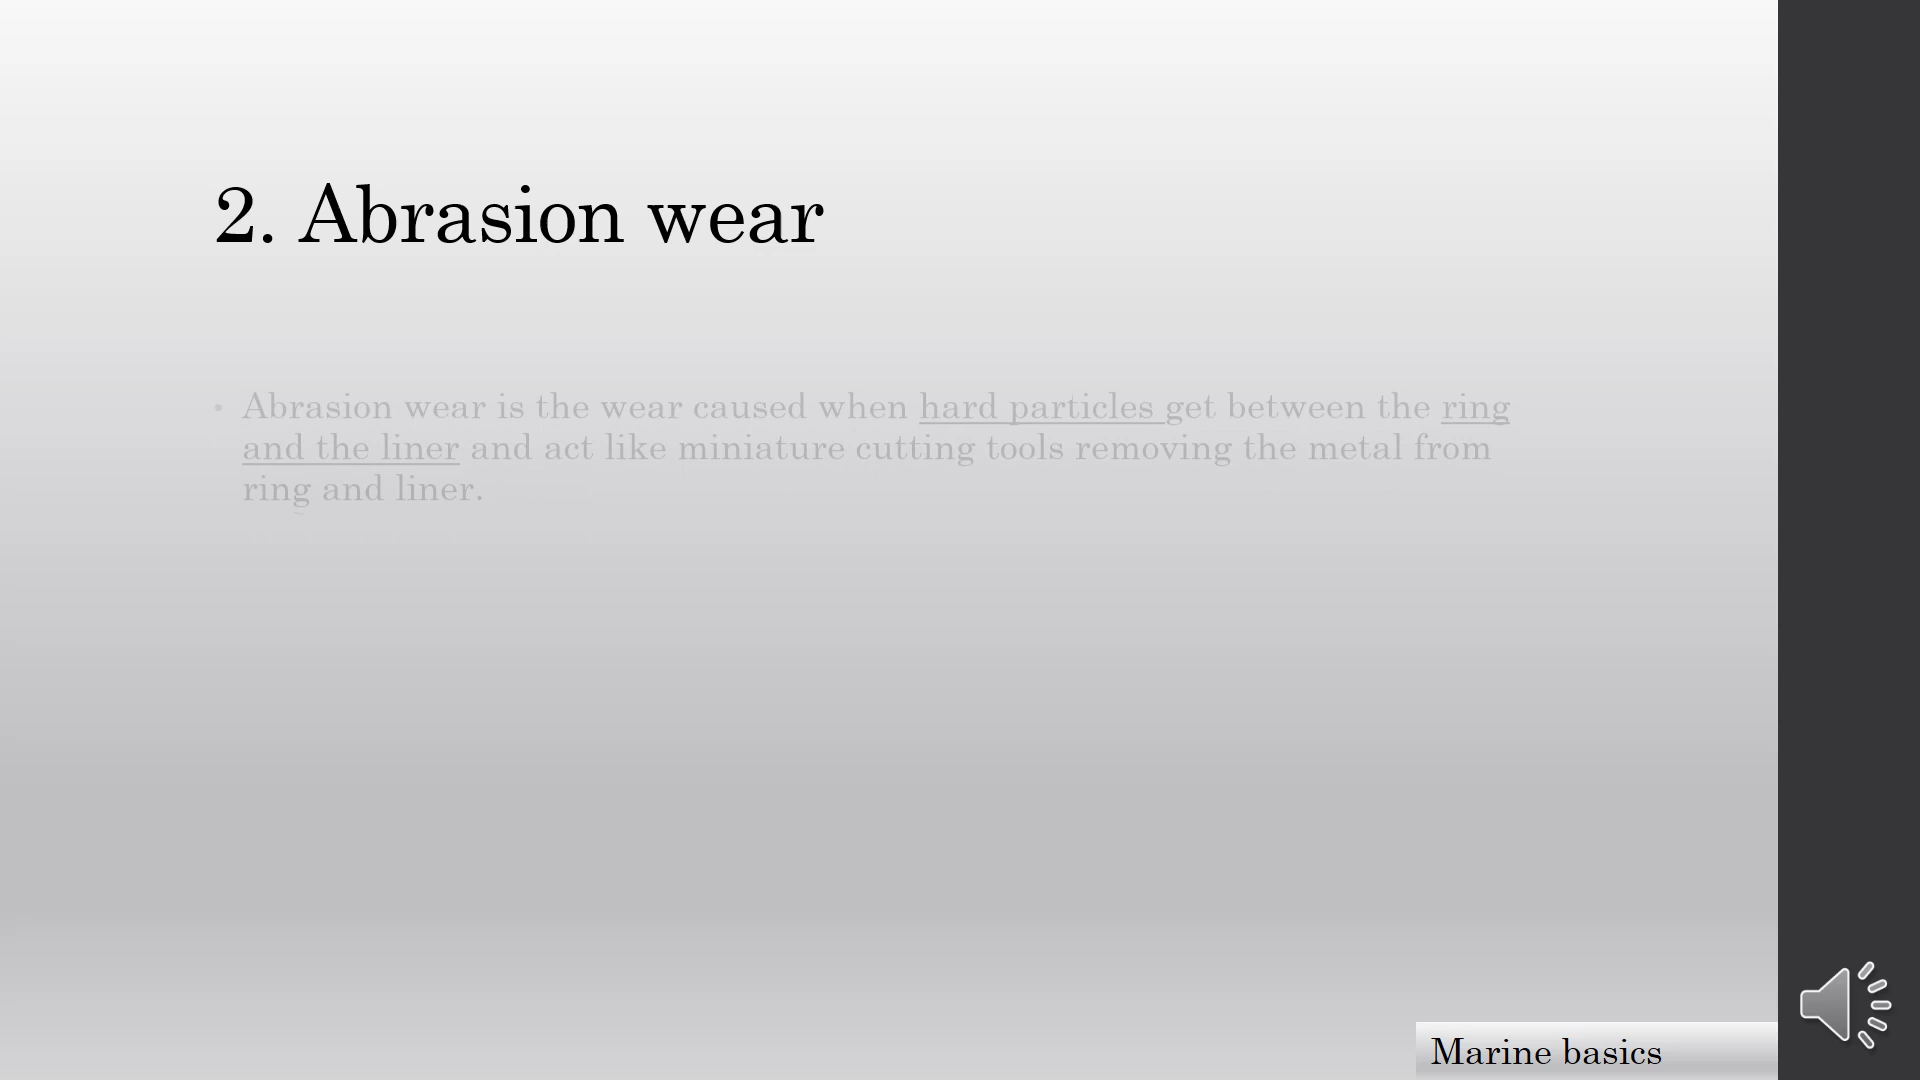 2. Abrasion wear
• Abrasion wear is the wear caused when hard particles get between the ring
and the liner and act like miniature cutting tools removing the metal from
ring and liner.
Marine basics